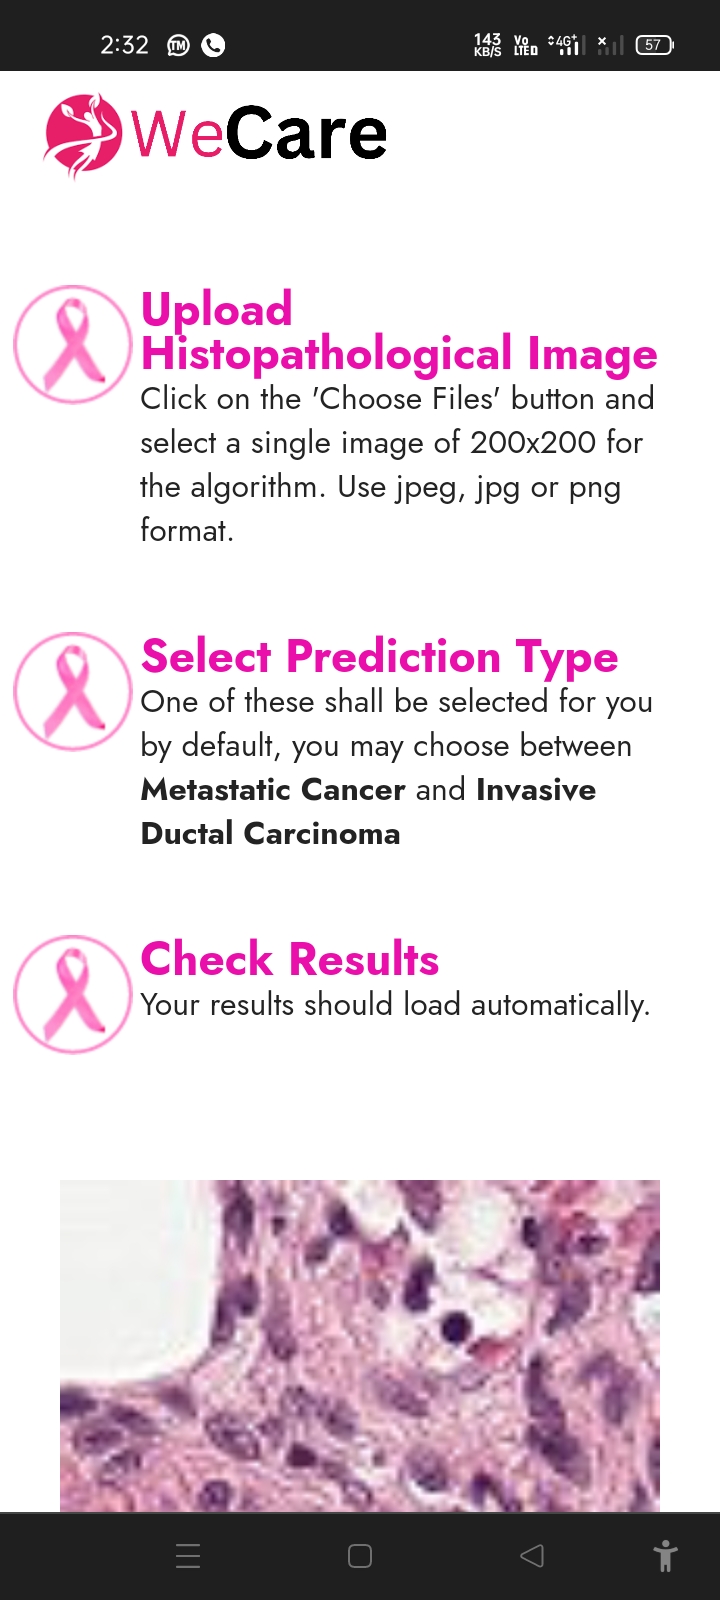 2:32 TM 143 KB/S Vo LTE D 4G+ 57
WeCare
Upload
Histopathological Image
Click on the 'Choose Files' button and
select a single image of 200x200 for
the algorithm. Use jpeg, jpg or png
format.
Select Prediction Type
One of these shall be selected for you
by default, you may choose between
Metastatic Cancer and Invasive
Ductal Carcinoma
Check Results
Your results should load automatically.